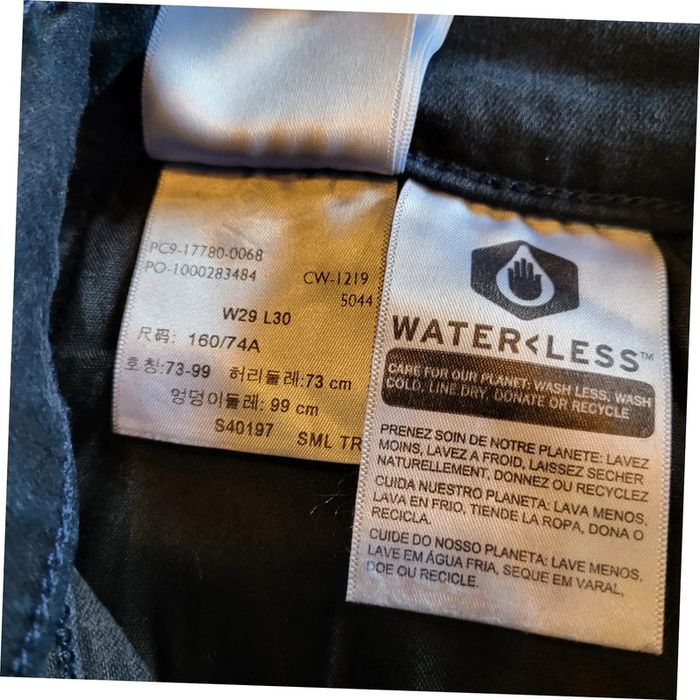 PC9-17780-0068
PO-1000283484
CW-1219
5044
W29 L30
尺码: 160/74A
호칭:73-99 허리둘레:73 cm
엉덩이둘레: 99 cm
S40197 SML TR
WATER<LESS™
CARE FOR OUR PLANET: WASH LESS, WASH
COLD, LINE DRY, DONATE OR RECYCLE
PRENEZ SOIN DE NOTRE PLANETE: LAVEZ
MOINS, LAVEZ A FROID, LAISSEZ SECHER
NATURELLEMENT, DONNEZ OU RECYCLEZ
CUIDA NUESTRO PLANETA: LAVA MENOS,
LAVA EN FRIO, TIENDE LA ROPA, DONA O
RECICLA.
CUIDE DO NOSSO PLANETA: LAVE MENOS,
LAVE EM ÁGUA FRIA, SEQUE EM VARAL,
DOE OU RECICLE.